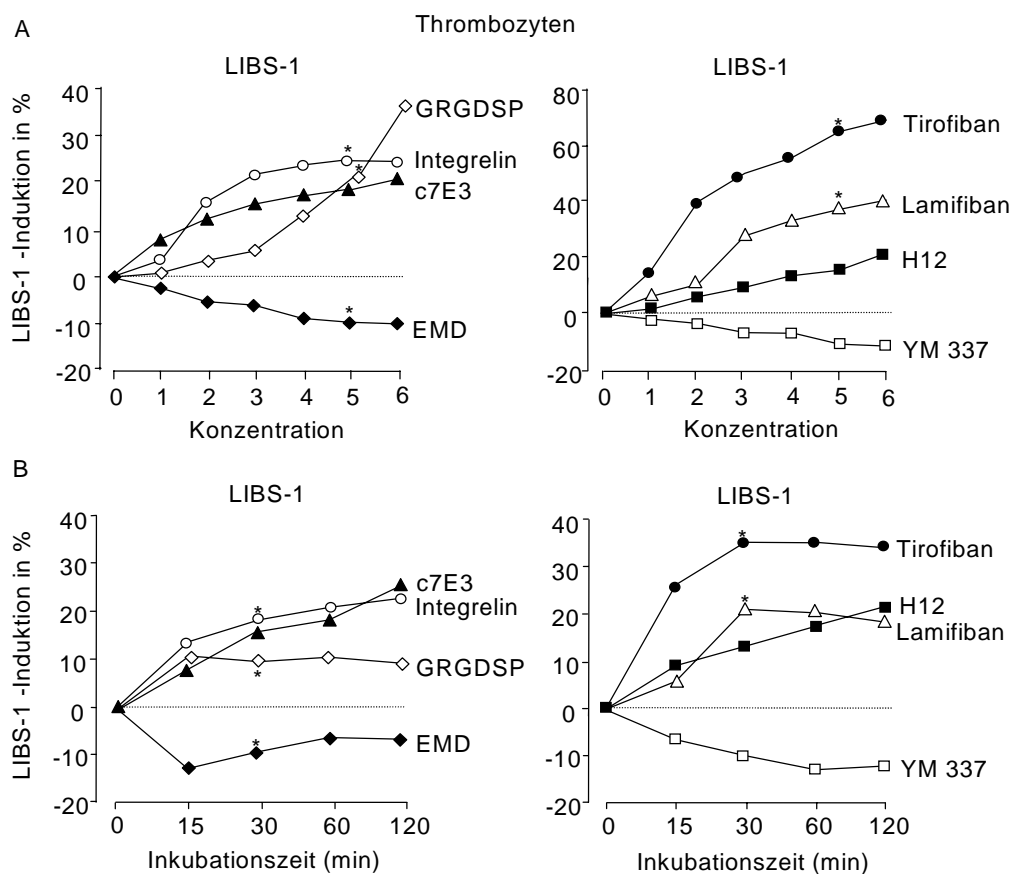 A
Thrombozyten
LIBS-1
LIBS-1 -Induktion in %
40
30
20
10
0
-10
-20
0 1 2 3 4 5 6
Konzentration
GRGDSP
Integrelin
c7E3
EMD
* * *
LIBS-1
80
60
40
20
0
-20
0 1 2 3 4 5 6
Konzentration
Tirofiban
Lamifiban
H12
YM 337
* *
B
LIBS-1
LIBS-1 -Induktion in %
40
30
20
10
0
-10
-20
0 15 30 60 120
Inkubationszeit (min)
c7E3
Integrelin
GRGDSP
EMD
* * *
LIBS-1
40
30
20
10
0
-10
-20
0 15 30 60 120
Inkubationszeit (min)
Tirofiban
H12
Lamifiban
YM 337
* *